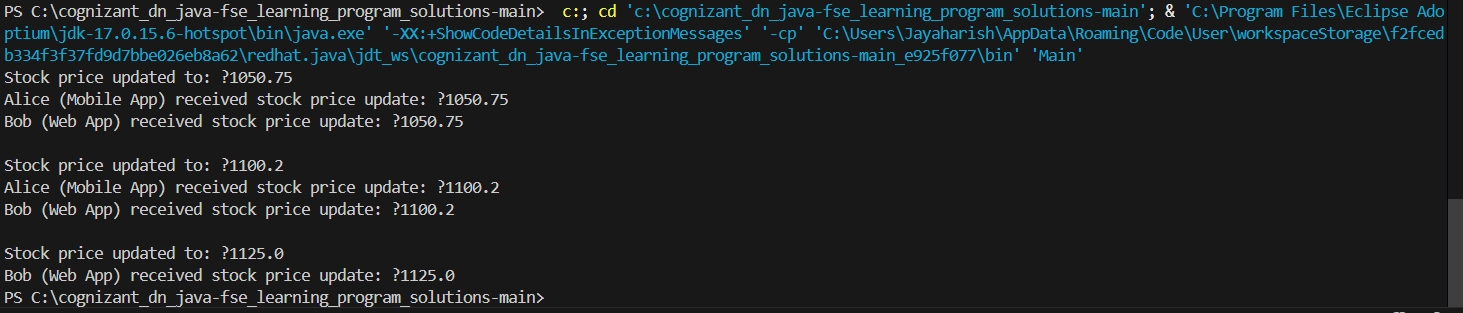 PS C:\cognizant_dn_java-fse_learning_program_solutions-main>  c:; cd 'c:\cognizant_dn_java-fse_learning_program_solutions-main'; & 'C:\Program Files\Eclipse Ado
ptium\jdk-17.0.15.6-hotspot\bin\java.exe' '-XX:+ShowCodeDetailsInExceptionMessages' '-cp' 'C:\Users\Jayaharish\AppData\Roaming\Code\User\workspaceStorage\f2fced
b334f3f37fd9d7bbe026eb8a62\redhat.java\jdt_ws\cognizant_dn_java-fse_learning_program_solutions-main_e925f077\bin' 'Main'
Stock price updated to: ?1050.75
Alice (Mobile App) received stock price update: ?1050.75
Bob (Web App) received stock price update: ?1050.75

Stock price updated to: ?1100.2
Alice (Mobile App) received stock price update: ?1100.2
Bob (Web App) received stock price update: ?1100.2

Stock price updated to: ?1125.0
Bob (Web App) received stock price update: ?1125.0
PS C:\cognizant_dn_java-fse_learning_program_solutions-main>